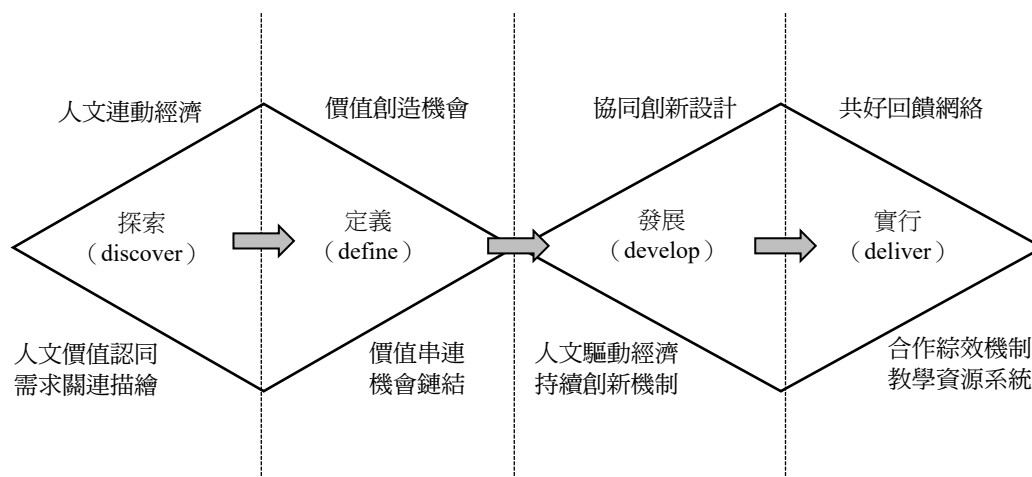 人文連動經濟
價值創造機會
協同創新設計
共好回饋網絡
探索
（discover）
定義
（define）
發展
（develop）
實行
（deliver）
人文價值認同
需求關連描繪
價值串連
機會鏈結
人文驅動經濟
持續創新機制
合作綜效機制
教學資源系統